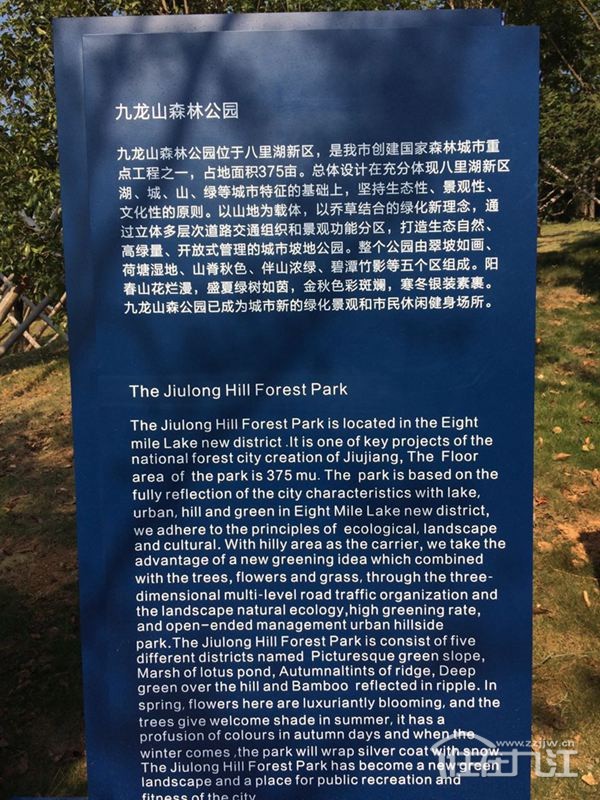 九龙山森林公园
九龙山森林公园位于八里湖新区，是我市创建国家森林城市重
点工程之一，占地面积375亩。总体设计在充分体现八里湖新区
湖、城、山、绿等城市特征的基础上，坚持生态性、景观性、
文化性的原则。以山地为载体，以乔草结合的绿化新理念，通
过立体多层次道路交通组织和景观功能分区，打造生态自然、
高绿量、开放式管理的城市坡地公园。整个公园由翠坡如画、
荷塘湿地、山脊秋色、伴山浓绿、碧潭竹影等五个区组成。阳
春山花烂漫，盛夏绿树如茵，金秋色彩斑斓，寒冬银装素裹。
九龙山森公园已成为城市新的绿化景观和市民休闲健身场所。
The Jiulong Hill Forest Park
The Jiulong Hill Forest Park is located in the Eight
mile Lake new district .It is one of key projects of the
national forest city creation of Jiujiang, The Floor
area of the park is 375 mu. The park is based on the
fully reflection of the city characteristics with lake,
urban, hill and green in Eight Mile Lake new district,
we adhere to the principles of ecological, landscape
and cultural. With hilly area as the carrier, we take the
advantage of a new greening idea which combined
with the trees, flowers and grass, through the three-
dimensional multi-level road traffic organization and
the landscape natural ecology,high greening rate,
and open-ended management urban hillside
park.The Jiulong Hill Forest Park is consist of five
different districts named Picturesque green slope,
Marsh of lotus pond, Autumnaltints of ridge, Deep
green over the hill and Bamboo reflected in ripple. In
spring, flowers here are luxuriantly blooming, and the
trees give welcome shade in summer, it has a
profusion of colours in autumn days and when the
winter comes ,the park will wrap silver coat with snow.
The Jiulong Hill Forest Park has become a new green
landscape and a place for public recreation and
fitness of the city.
www.zzjjw.cn
住在九江